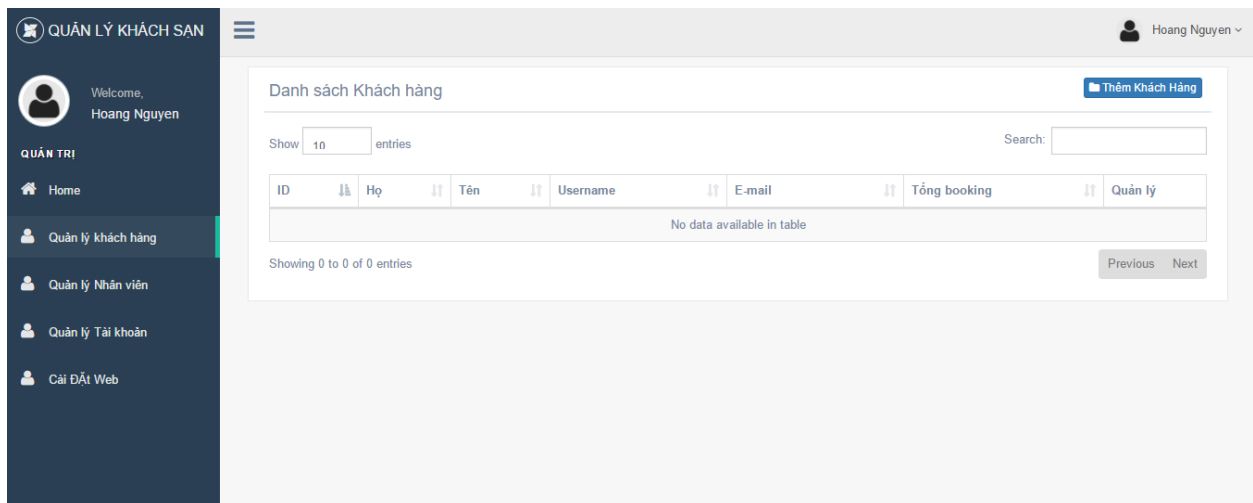 QUẢN LÝ KHÁCH SẠN
Hoang Nguyen
Welcome,
Hoang Nguyen
QUẢN TRỊ
Home
Quản lý khách hàng
Quản lý Nhân viên
Quản lý Tài khoản
Cài ĐẶt Web
Danh sách Khách hàng
Thêm Khách Hàng
Show 10 entries
Search:
ID Họ Tên Username E-mail Tổng booking Quản lý
No data available in table
Showing 0 to 0 of 0 entries
Previous Next